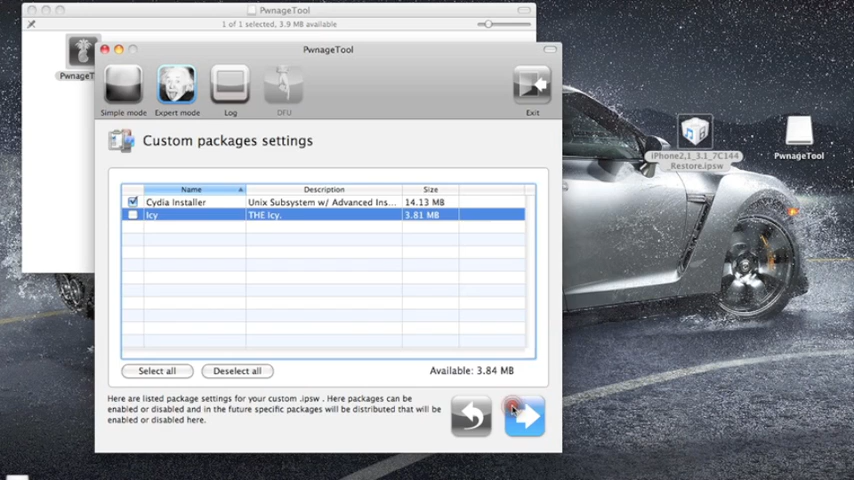 PwnageTool
1 of 1 selected, 3.9 MB available
PwnageT
PwnageTool
Simple mode
Expert mode
Log
DFU
Exit
Custom packages settings
Name Description Size
Cydia Installer Unix Subsystem w/ Advanced Ins... 14.13 MB
Icy THE Icy. 3.81 MB
Select all
Deselect all
Available: 3.84 MB
Here are listed package settings for your custom .ipsw . Here packages can be
enabled or disabled and in the future specific packages will be distributed that will be
enabled or disabled here.
iPhone2,1_3.1_7C144
_Restore.ipsw
PwnageTool